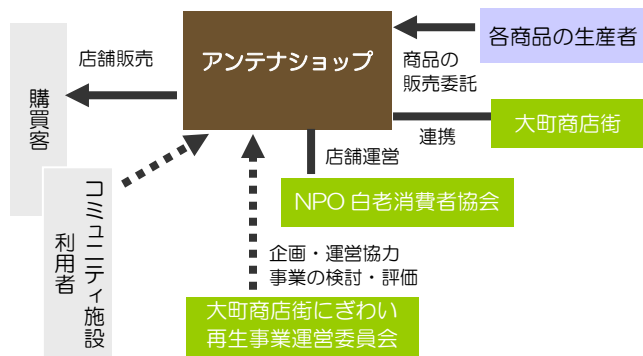 各商品の生産者
アンテナショップ
店舗販売
商品の
販売委託
購買客
大町商店街
連携
店舗運営
NPO 白老消費者協会
コミュニティ施設
利用者
企画・運営協力
事業の検討・評価
大町商店街にぎわい
再生事業運営委員会